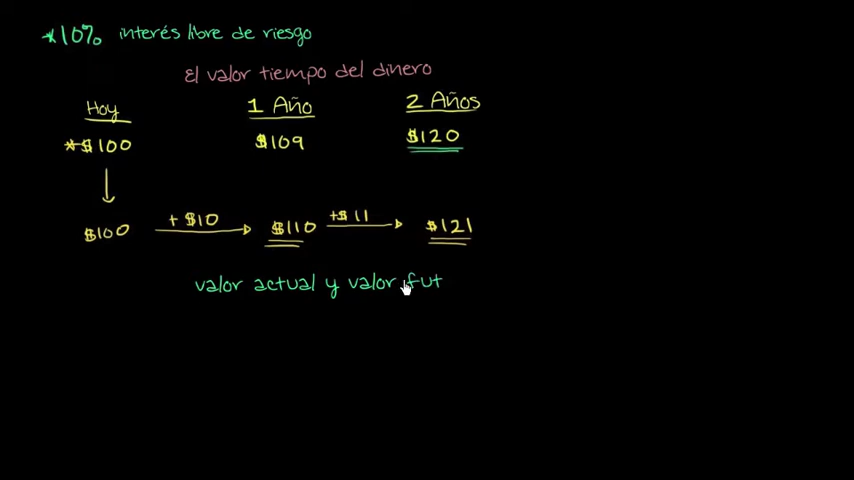 *10% interés libre de riesgo
El valor tiempo del dinero
Hoy 1 Año 2 Años
*$100 $109 $120
$100 +$10 $110 +$11 $121
valor actual y valor fut